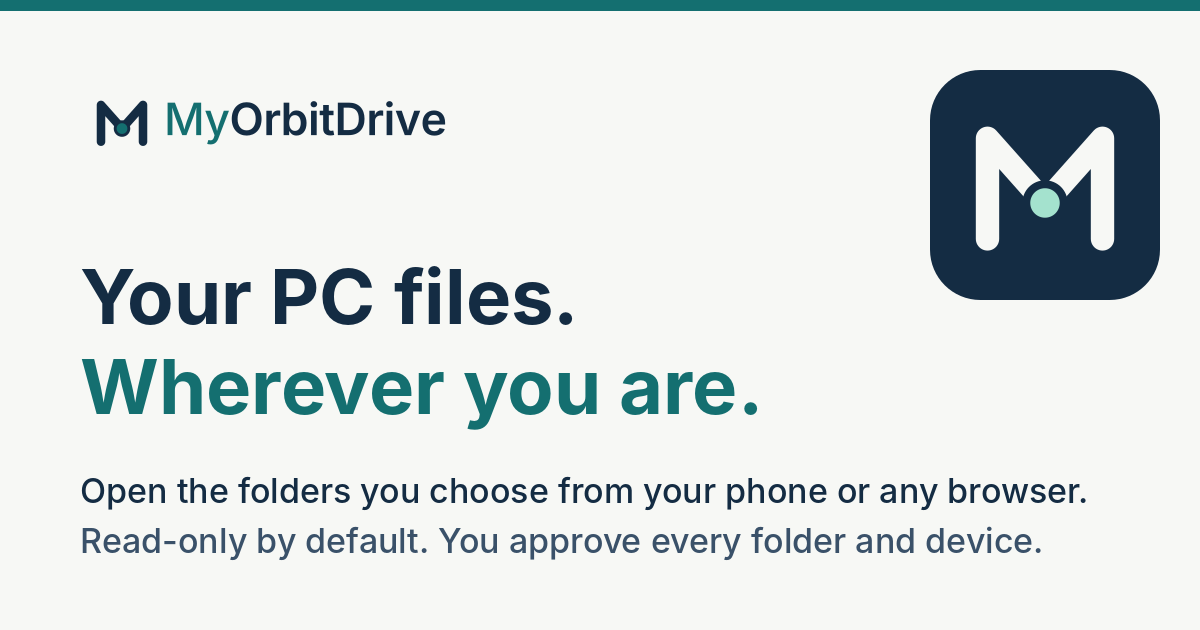 MyOrbitDrive
Your PC files.
Wherever you are.
Open the folders you choose from your phone or any browser.
Read-only by default. You approve every folder and device.